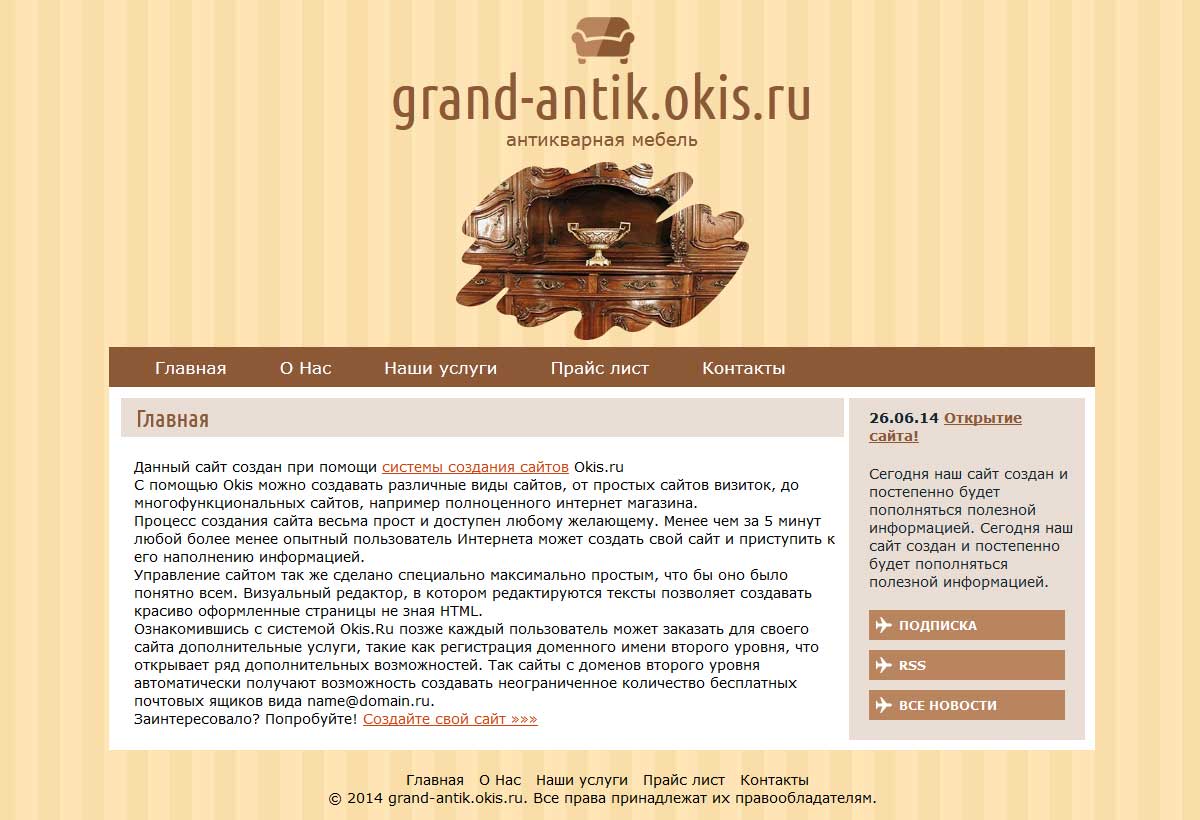 grand-antik.okis.ru
антикварная мебель
Главная О Нас Наши услуги Прайс лист Контакты
Главная
Данный сайт создан при помощи системы создания сайтов Okis.ru
С помощью Okis можно создавать различные виды сайтов, от простых сайтов визиток, до
многофункциональных сайтов, например полноценного интернет магазина.
Процесс создания сайта весьма прост и доступен любому желающему. Менее чем за 5 минут
любой более менее опытный пользователь Интернета может создать свой сайт и приступить к
его наполнению информацией.
Управление сайтом так же сделано специально максимально простым, что бы оно было
понятно всем. Визуальный редактор, в котором редактируются тексты позволяет создавать
красиво оформленные страницы не зная HTML.
Ознакомившись с системой Okis.Ru позже каждый пользователь может заказать для своего
сайта дополнительные услуги, такие как регистрация доменного имени второго уровня, что
открывает ряд дополнительных возможностей. Так сайты с доменов второго уровня
автоматически получают возможность создавать неограниченное количество бесплатных
почтовых ящиков вида name@domain.ru.
Заинтересовало? Попробуйте! Создайте свой сайт »»»
26.06.14 Открытие
сайта!
Сегодня наш сайт создан и
постепенно будет
пополняться полезной
информацией. Сегодня наш
сайт создан и постепенно
будет пополняться
полезной информацией.
ПОДПИСКА
RSS
ВСЕ НОВОСТИ
Главная О Нас Наши услуги Прайс лист Контакты
© 2014 grand-antik.okis.ru. Все права принадлежат их правообладателям.